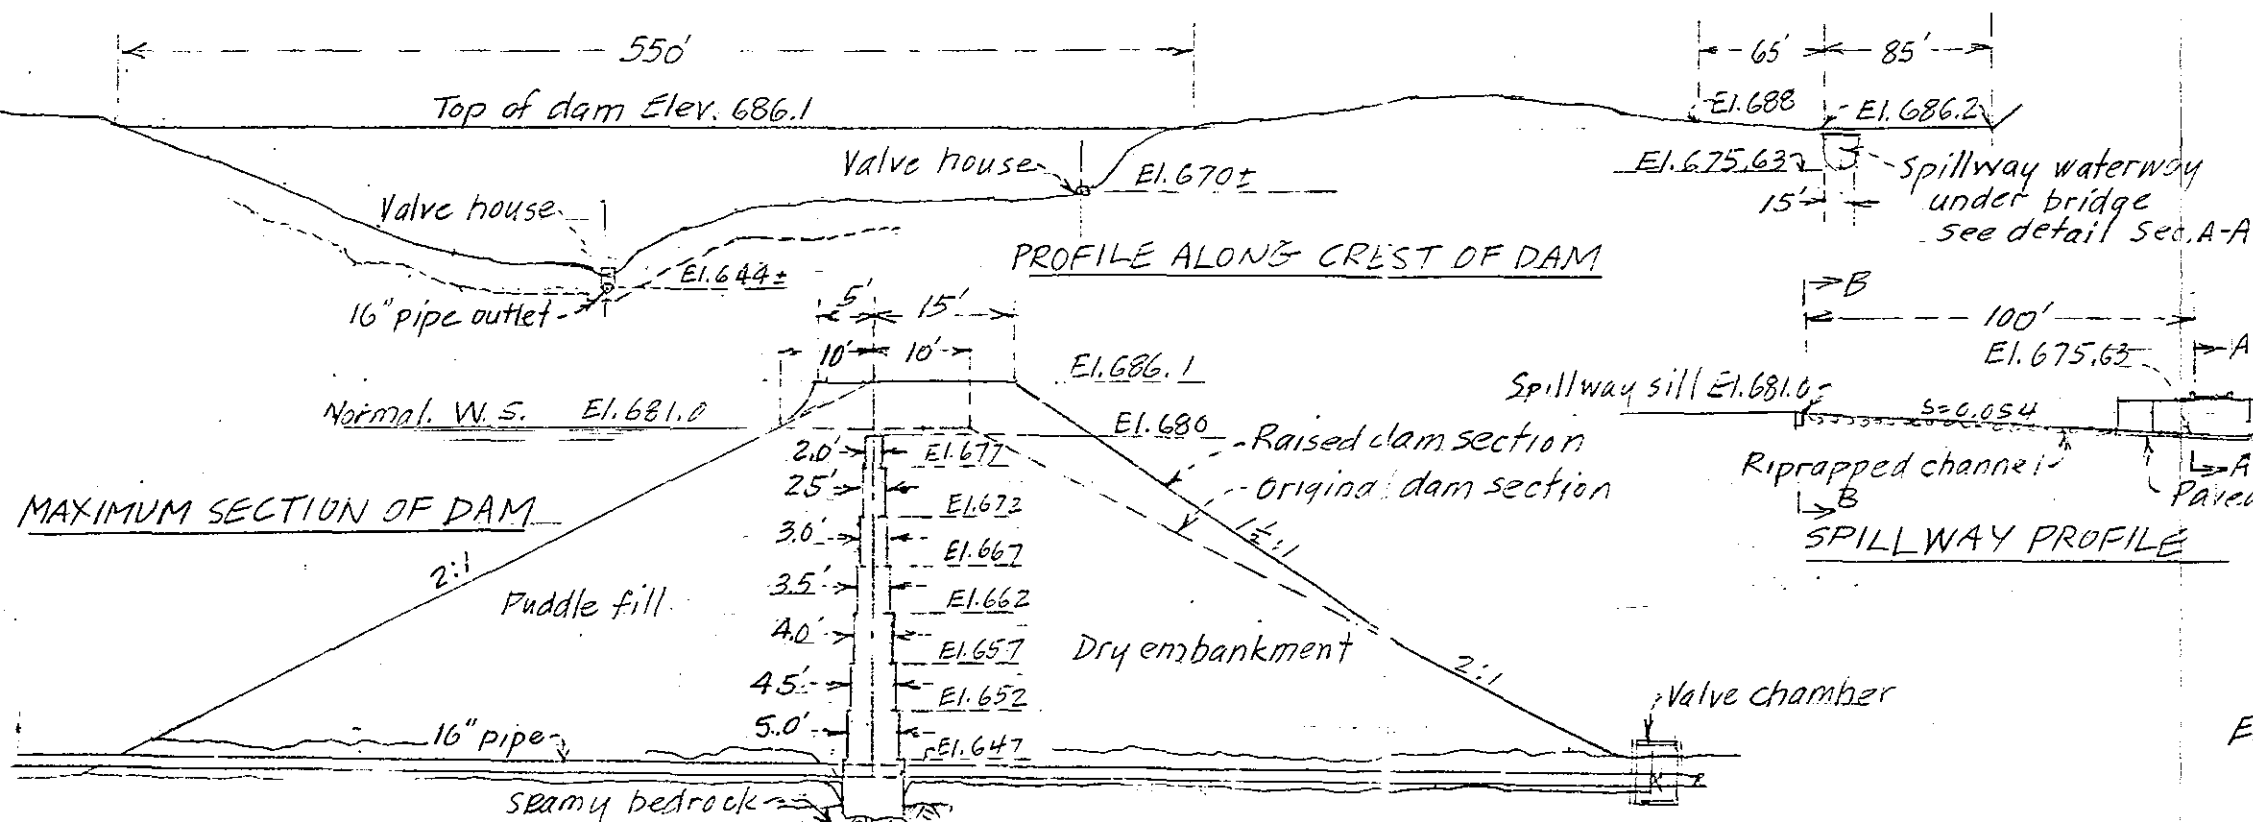 550'
65'
85'
Top of dam Elev. 686.1
El.688
El.686.2
Valve house
El.670±
El.675.63
Spillway waterway
under bridge
see detail Sec. A-A
15'
Valve house
El.644±
16" pipe outlet
PROFILE ALONG CREST OF DAM
B
5'
15'
100'
10'
10'
El.686.1
El.675.63
A
Normal. W.S. El.681.0
Spillway sill El.681.0
S=0.054
El.680
Raised dam section
Original dam section
2.0'
El.677
Riprapped channel
A
Paved
B
2.5'
El.672
MAXIMUM SECTION OF DAM
3.0'
El.667
1½:1
SPILLWAY PROFILE
2:1
3.5'
El.662
Puddle fill
4.0'
El.657
Dry embankment
2:1
4.5'
El.652
Valve chamber
5.0'
El.647
16" pipe
E
seamy bedrock